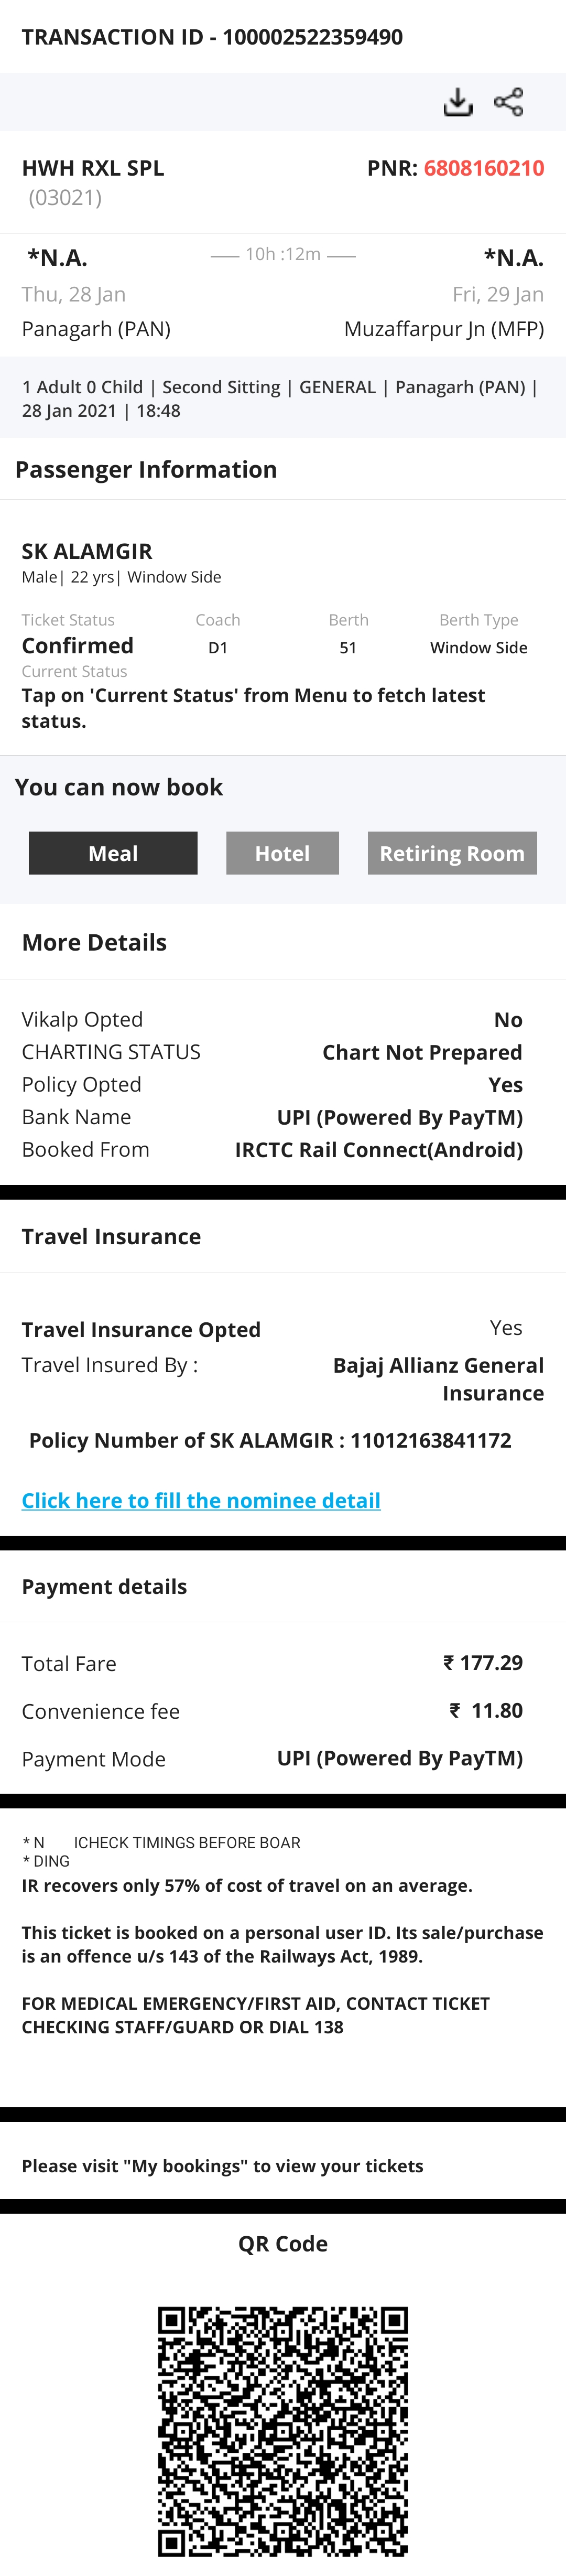 TRANSACTION ID - 100002522359490
HWH RXL SPL PNR: 6808160210
(03021)
*N.A. 10h :12m *N.A.
Thu, 28 Jan Fri, 29 Jan
Panagarh (PAN) Muzaffarpur Jn (MFP)
1 Adult 0 Child | Second Sitting | GENERAL | Panagarh (PAN) |
28 Jan 2021 | 18:48
Passenger Information
SK ALAMGIR
Male| 22 yrs| Window Side
Ticket Status Coach Berth Berth Type
Confirmed D1 51 Window Side
Current Status
Tap on 'Current Status' from Menu to fetch latest
status.
You can now book
Meal Hotel Retiring Room
More Details
Vikalp Opted No
CHARTING STATUS Chart Not Prepared
Policy Opted Yes
Bank Name UPI (Powered By PayTM)
Booked From IRCTC Rail Connect(Android)
Travel Insurance
Travel Insurance Opted Yes
Travel Insured By : Bajaj Allianz General
Insurance
Policy Number of SK ALAMGIR : 11012163841172
Click here to fill the nominee detail
Payment details
Total Fare ₹ 177.29
Convenience fee ₹ 11.80
Payment Mode UPI (Powered By PayTM)
* N ICHECK TIMINGS BEFORE BOAR
* DING
IR recovers only 57% of cost of travel on an average.
This ticket is booked on a personal user ID. Its sale/purchase
is an offence u/s 143 of the Railways Act, 1989.
FOR MEDICAL EMERGENCY/FIRST AID, CONTACT TICKET
CHECKING STAFF/GUARD OR DIAL 138
Please visit "My bookings" to view your tickets
QR Code